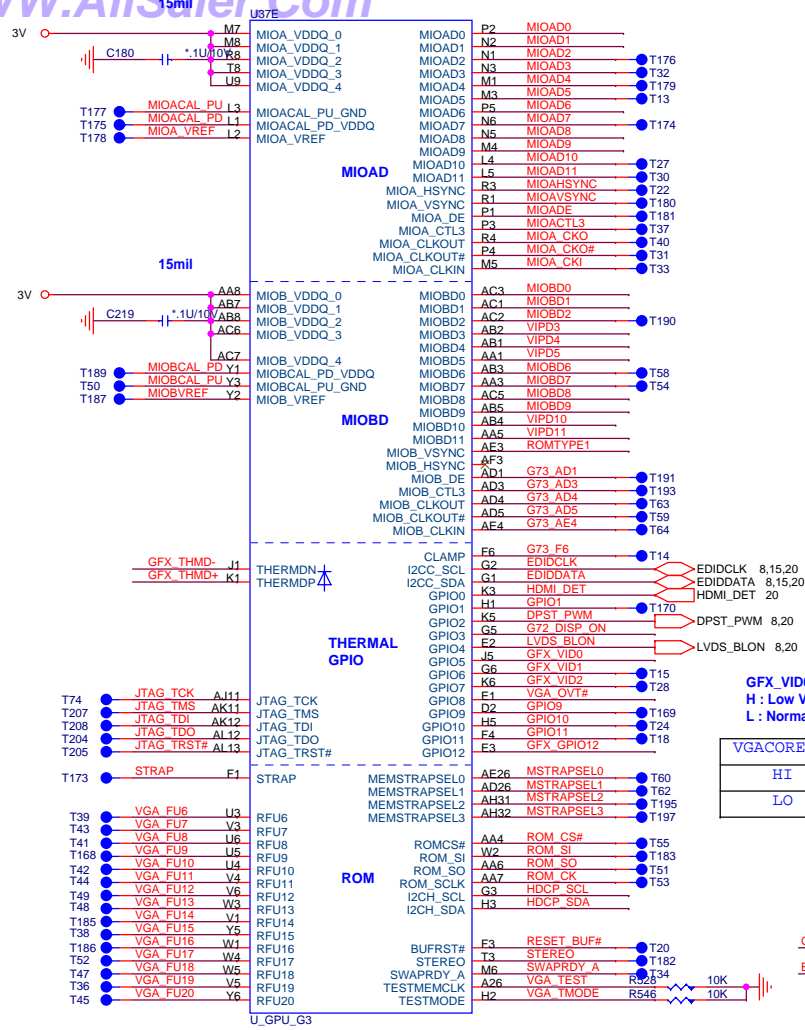 WWW.AliSaler.Com
15mil
U37E
3V
C180 *.1U/10V
M7 MIOA_VDDQ_0
M8 MIOA_VDDQ_1
R8 MIOA_VDDQ_2
T8 MIOA_VDDQ_3
U9 MIOA_VDDQ_4
T177 MIOACAL_PU L3 MIOACAL_PU_GND
T175 MIOACAL_PD L1 MIOACAL_PD_VDDQ
T178 MIOA_VREF L2 MIOA_VREF
MIOAD
MIOAD0 P2 MIOAD0
MIOAD1 N2 MIOAD1
MIOAD2 N1 MIOAD2 T176
MIOAD3 N3 MIOAD3 T32
MIOAD4 M1 MIOAD4 T179
MIOAD5 M3 MIOAD5 T13
MIOAD6 P5 MIOAD6
MIOAD7 N6 MIOAD7 T174
MIOAD8 N5 MIOAD8
MIOAD9 M4 MIOAD9
MIOAD10 L4 MIOAD10 T27
MIOAD11 L5 MIOAD11 T30
MIOA_HSYNC R3 MIOAHSYNC T22
MIOA_VSYNC R1 MIOAVSYNC T180
MIOA_DE P1 MIOADE T181
MIOA_CTL3 P3 MIOACTL3 T37
MIOA_CLKOUT R4 MIOA_CKO T40
MIOA_CLKOUT# P4 MIOA_CKO# T31
MIOA_CLKIN M5 MIOA_CKI T33
15mil
3V
C219 *.1U/10V
AA8 MIOB_VDDQ_0
AB7 MIOB_VDDQ_1
AB8 MIOB_VDDQ_2
AC6 MIOB_VDDQ_3
AC7 MIOB_VDDQ_4
T189 MIOBCAL_PD Y1 MIOBCAL_PD_VDDQ
T50 MIOBCAL_PU Y3 MIOBCAL_PU_GND
T187 MIOBVREF Y2 MIOB_VREF
MIOBD
MIOBD0 AC3 MIOBD0
MIOBD1 AC1 MIOBD1
MIOBD2 AC2 MIOBD2 T190
MIOBD3 AB2 VIPD3
MIOBD4 AB1 VIPD4
MIOBD5 AA1 VIPD5
MIOBD6 AB3 MIOBD6 T58
MIOBD7 AA3 MIOBD7 T54
MIOBD8 AC5 MIOBD8
MIOBD9 AB5 MIOBD9
MIOBD10 AB4 VIPD10
MIOBD11 AA5 VIPD11
MIOB_VSYNC AE3 ROMTYPE1
MIOB_HSYNC AF3
MIOB_DE AD1 G73_AD1 T191
MIOB_CTL3 AD3 G73_AD3 T193
MIOB_CLKOUT AD4 G73_AD4 T63
MIOB_CLKOUT# AD5 G73_AD5 T59
MIOB_CLKIN AE4 G73_AE4 T64
GFX_THMD- J1 THERMDN
GFX_THMD+ K1 THERMDP
THERMAL
GPIO
CLAMP F6 G73_F6 T14
I2CC_SCL G2 EDIDCLK EDIDCLK 8,15,20
I2CC_SDA G1 EDIDDATA EDIDDATA 8,15,20
GPIO0 K3 HDMI_DET HDMI_DET 20
GPIO1 H1 GPIO1 T170
GPIO2 K5 DPST_PWM DPST_PWM 8,20
GPIO3 G5 G72_DISP_ON
GPIO4 E2 LVDS_BLON LVDS_BLON 8,20
GPIO5 J5 GFX_VID0
GPIO6 G6 GFX_VID1 T15
GPIO7 K6 GFX_VID2 T28
GPIO8 E1 VGA_OVT#
GPIO9 D2 GPIO9 T169
GPIO10 H5 GPIO10 T24
GPIO11 F4 GPIO11 T18
GPIO12 E3 GFX_GPIO12
T74 JTAG_TCK AJ11 JTAG_TCK
T207 JTAG_TMS AK11 JTAG_TMS
T208 JTAG_TDI AK12 JTAG_TDI
T204 JTAG_TDO AL12 JTAG_TDO
T205 JTAG_TRST# AL13 JTAG_TRST#
GFX_VID
H : Low V
L : Norma
VGACORE
HI
LO
T173 STRAP F1 STRAP
MEMSTRAPSEL0 AE26 MSTRAPSEL0 T60
MEMSTRAPSEL1 AD26 MSTRAPSEL1 T62
MEMSTRAPSEL2 AH31 MSTRAPSEL2 T195
MEMSTRAPSEL3 AH32 MSTRAPSEL3 T197
T39 VGA_FU6 U3 RFU6
T43 VGA_FU7 V3 RFU7
T41 VGA_FU8 U6 RFU8
T168 VGA_FU9 U5 RFU9
T42 VGA_FU10 U4 RFU10
T44 VGA_FU11 V4 RFU11
T49 VGA_FU12 V6 RFU12
T48 VGA_FU13 W3 RFU13
T185 VGA_FU14 V1 RFU14
T38 VGA_FU15 Y5 RFU15
T186 VGA_FU16 W1 RFU16
T52 VGA_FU17 W4 RFU17
T47 VGA_FU18 W5 RFU18
T36 VGA_FU19 V5 RFU19
T45 VGA_FU20 Y6 RFU20
ROM
ROMCS# AA4 ROM_CS# T55
ROM_SI W2 ROM_SI T183
ROM_SO AA6 ROM_SO T51
ROM_SCLK AA7 ROM_CK T53
I2CH_SCL G3 HDCP_SCL
I2CH_SDA H3 HDCP_SDA
BUFRST# F3 RESET_BUF# T20
STEREO T3 STEREO T182
SWAPRDY_A M6 SWAPRDY_A T34
TESTMEMCLK A26 VGA_TEST R528 10K
TESTMODE H2 VGA_TMODE R546 10K
U_GPU_G3